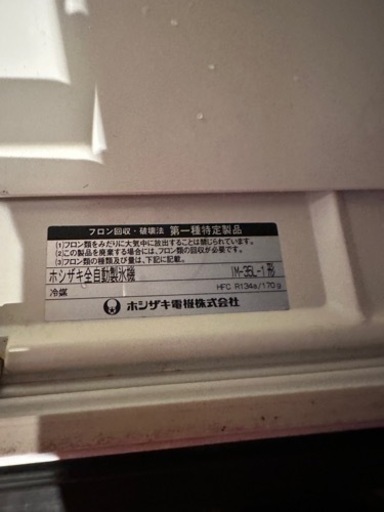 フロン回収・破壊法 第一種特定製品
(1)フロン類をみだりに大気中に放出することは禁じられています。
(2)この製品を廃棄する場合には、フロン類の回収が必要です。
(3)フロン類の種類及び量は、下記に記載。
ホシザキ全自動製氷機 IM-35L-1形
冷媒 HFC R134a/170g
ホシザキ電機株式会社